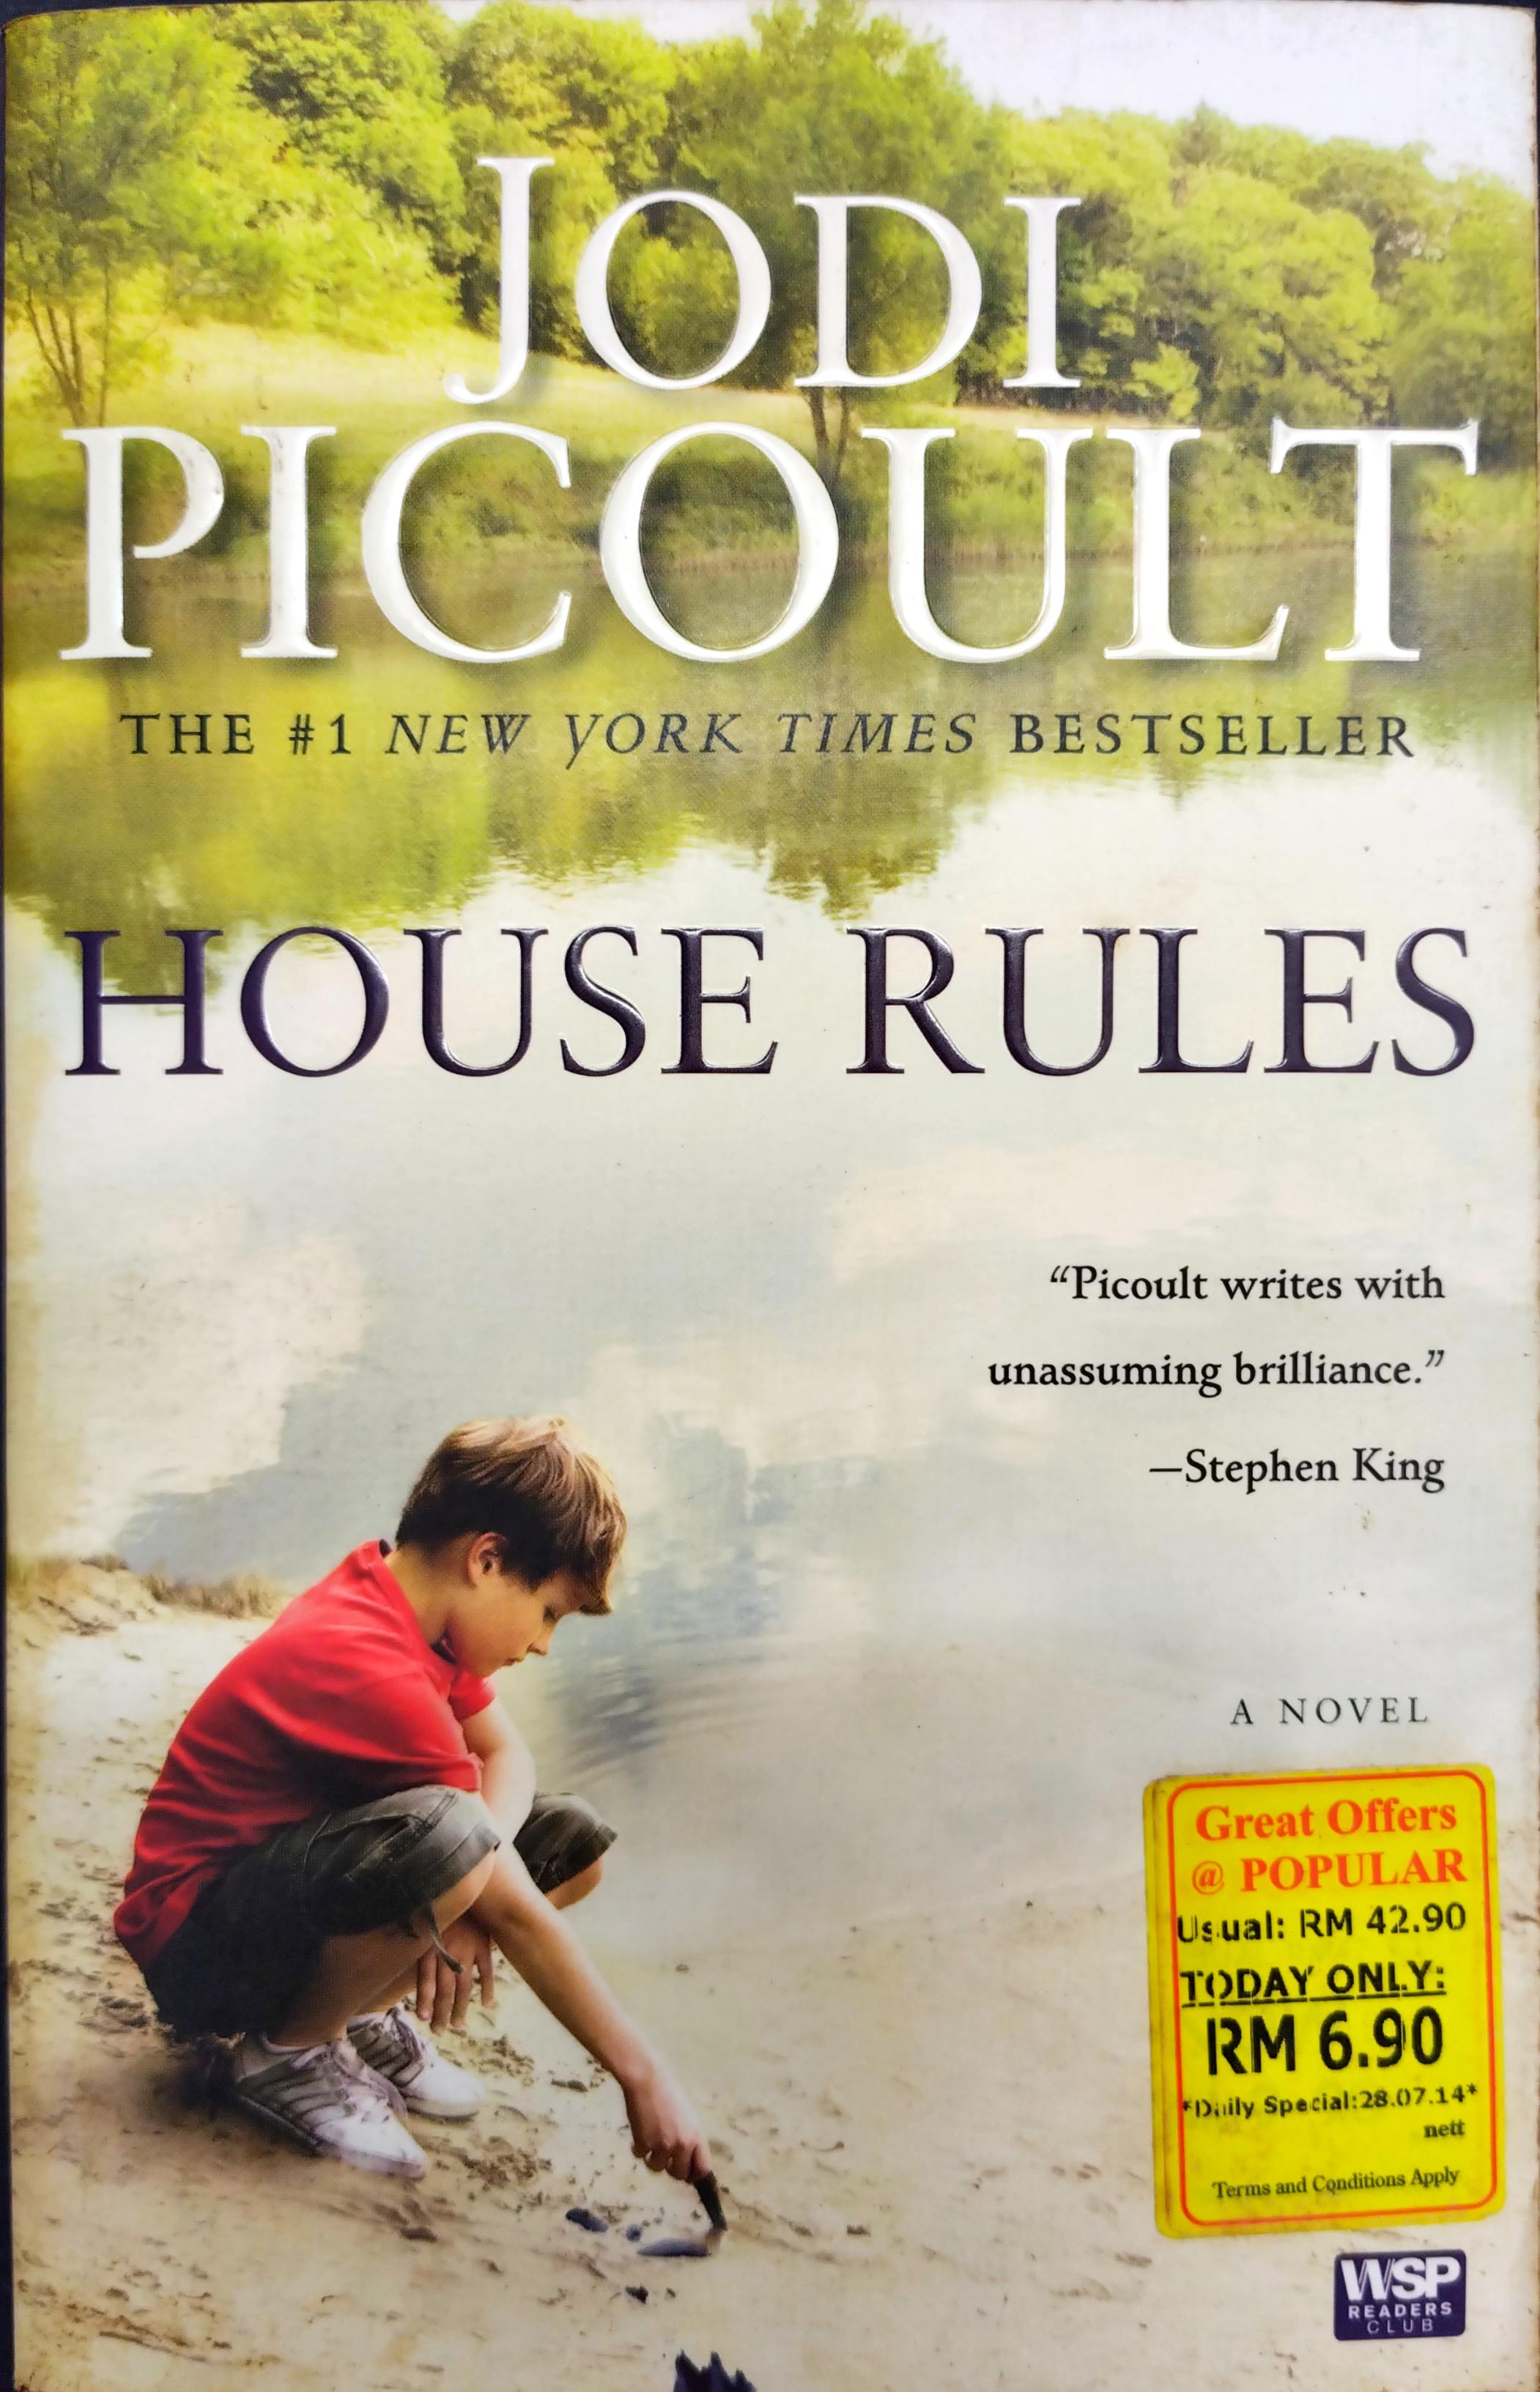 JODI
PICOULT
THE #1 NEW YORK TIMES BESTSELLER
HOUSE RULES
“Picoult writes with
unassuming brilliance.”
—Stephen King
A NOVEL
Great Offers
@ POPULAR
Usual: RM 42.90
TODAY ONLY:
RM 6.90
*Daily Special:28.07.14*
nett
Terms and Conditions Apply
WSP
READERS
CLUB